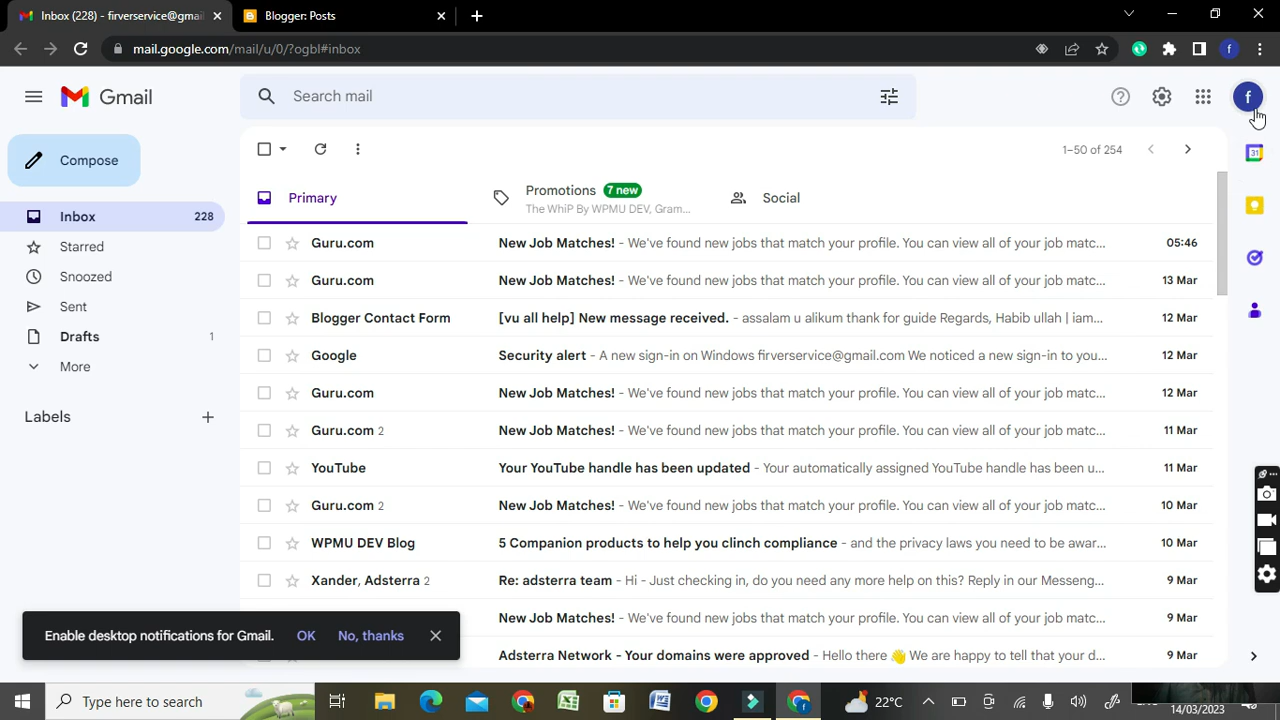 Inbox (228) - firverservice@gmai
Blogger: Posts
mail.google.com/mail/u/0/?ogbl#inbox
f
Gmail
Search mail
f
Compose
1–50 of 254
31
Primary
Promotions 7 new
The WhiP By WPMU DEV, Gram...
Social
Inbox 228
Starred
Snoozed
Sent
Drafts 1
More
Labels
Guru.com New Job Matches! - We've found new jobs that match your profile. You can view all of your job matc... 05:46
Guru.com New Job Matches! - We've found new jobs that match your profile. You can view all of your job matc... 13 Mar
Blogger Contact Form [vu all help] New message received. - assalam u alikum thank for guide Regards, Habib ullah | iam... 12 Mar
Google Security alert - A new sign-in on Windows firverservice@gmail.com We noticed a new sign-in to you... 12 Mar
Guru.com New Job Matches! - We've found new jobs that match your profile. You can view all of your job matc... 12 Mar
Guru.com 2 New Job Matches! - We've found new jobs that match your profile. You can view all of your job matc... 11 Mar
YouTube Your YouTube handle has been updated - Your automatically assigned YouTube handle has been u... 11 Mar
Guru.com 2 New Job Matches! - We've found new jobs that match your profile. You can view all of your job matc... 10 Mar
WPMU DEV Blog 5 Companion products to help you clinch compliance - and the privacy laws you need to be awar... 10 Mar
Xander, Adsterra 2 Re: adsterra team - Hi - Just checking in, do you need any more help on this? Reply in our Messeng... 9 Mar
New Job Matches! - We've found new jobs that match your profile. You can view all of your job matc... 9 Mar
Adsterra Network - Your domains were approved - Hello there 👋 We are happy to tell that your d... 9 Mar
Enable desktop notifications for Gmail. OK No, thanks
Type here to search
22°C
14/03/2023